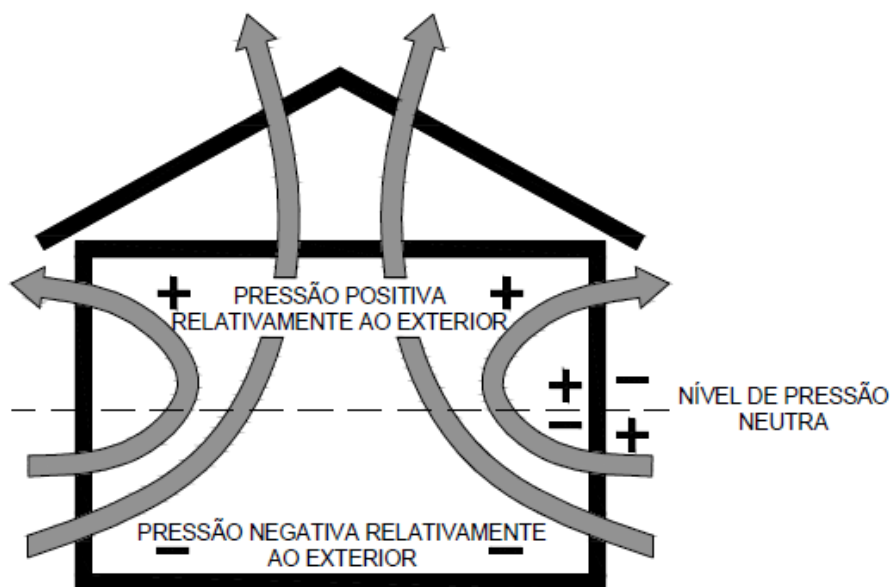 + +
PRESSÃO POSITIVA
RELATIVAMENTE AO EXTERIOR
+ −
− +
NÍVEL DE PRESSÃO
NEUTRA
PRESSÃO NEGATIVA RELATIVAMENTE
− −
AO EXTERIOR